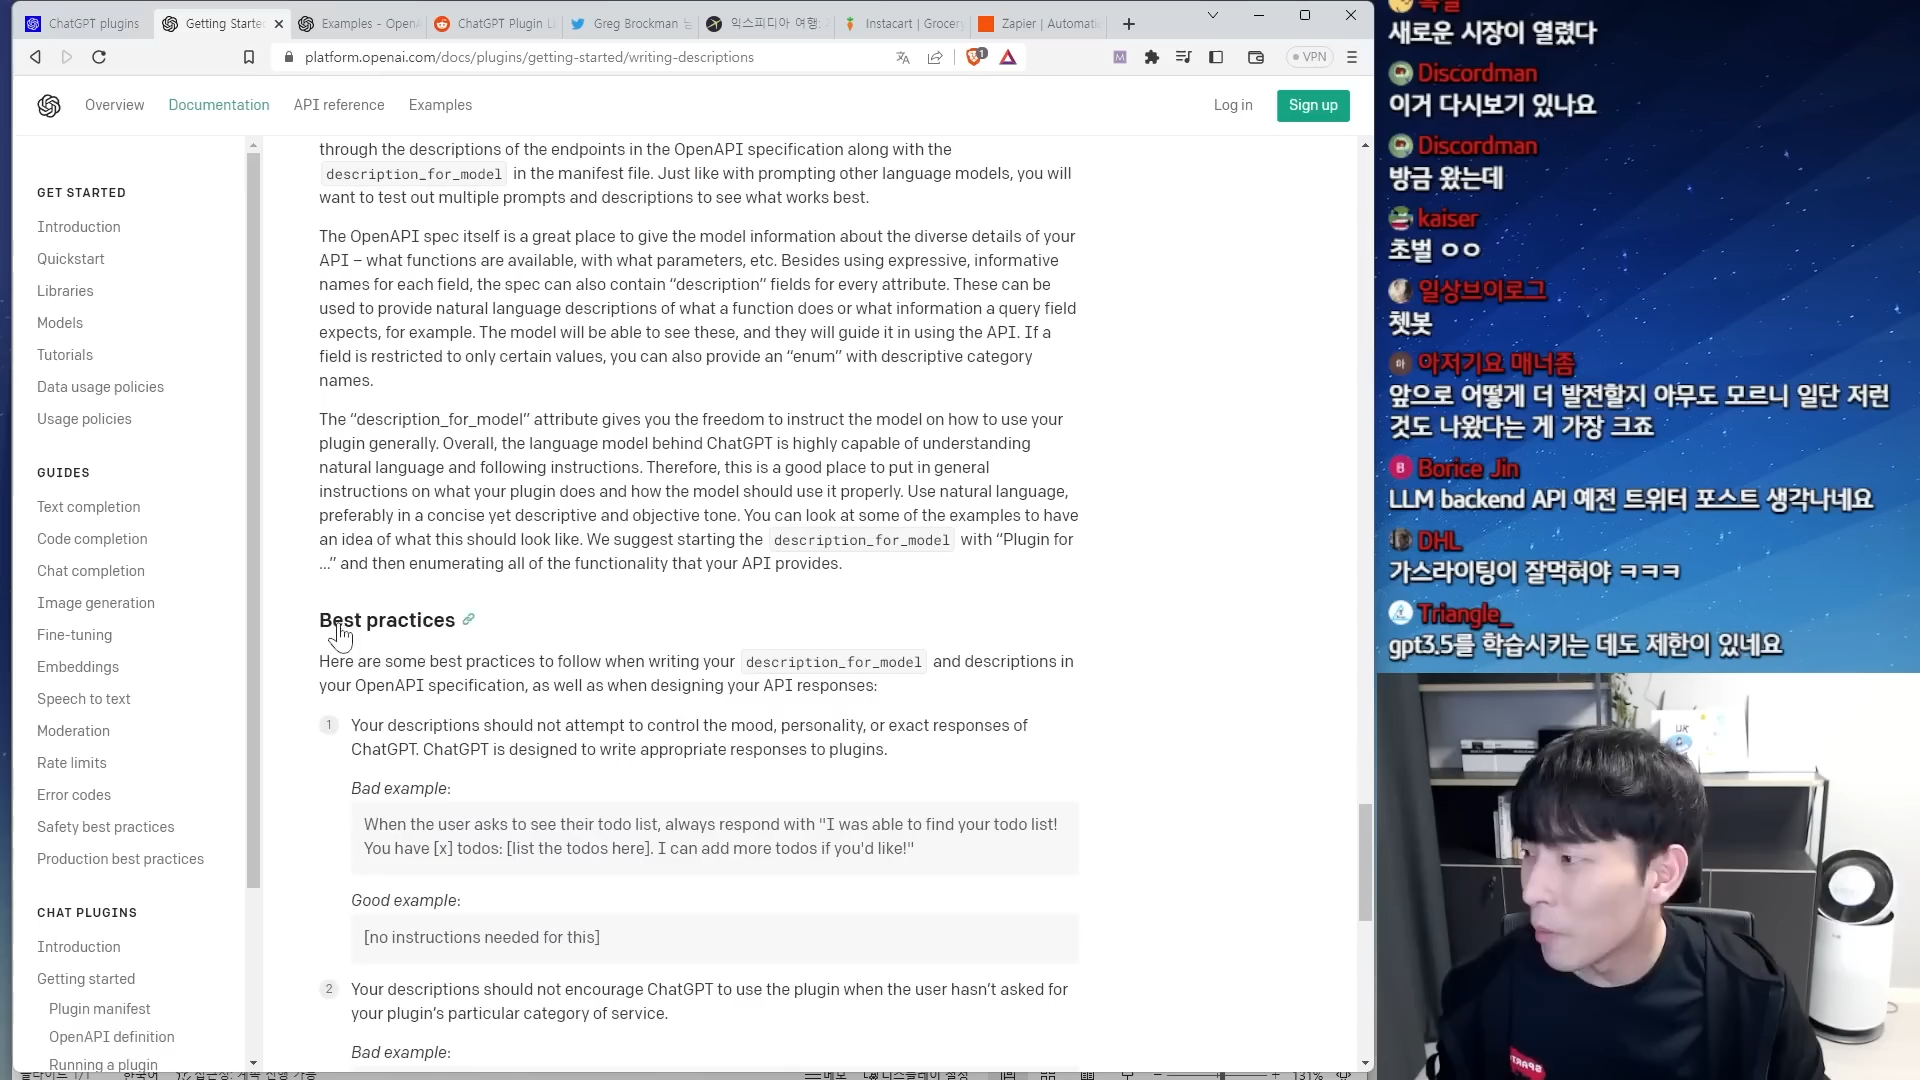 ChatGPT plugins
Getting Starte
Examples - OpenA
ChatGPT Plugin Li
Greg Brockman 는
익스피디아 여행:
Instacart | Grocery
Zapier | Automati
platform.openai.com/docs/plugins/getting-started/writing-descriptions
VPN
Overview
Documentation
API reference
Examples
Log in
Sign up
GET STARTED
Introduction
Quickstart
Libraries
Models
Tutorials
Data usage policies
Usage policies
GUIDES
Text completion
Code completion
Chat completion
Image generation
Fine-tuning
Embeddings
Speech to text
Moderation
Rate limits
Error codes
Safety best practices
Production best practices
CHAT PLUGINS
Introduction
Getting started
Plugin manifest
OpenAPI definition
Running a plugin
through the descriptions of the endpoints in the OpenAPI specification along with the
description_for_model in the manifest file. Just like with prompting other language models, you will
want to test out multiple prompts and descriptions to see what works best.
The OpenAPI spec itself is a great place to give the model information about the diverse details of your
API – what functions are available, with what parameters, etc. Besides using expressive, informative
names for each field, the spec can also contain “description” fields for every attribute. These can be
used to provide natural language descriptions of what a function does or what information a query field
expects, for example. The model will be able to see these, and they will guide it in using the API. If a
field is restricted to only certain values, you can also provide an “enum” with descriptive category
names.
The “description_for_model” attribute gives you the freedom to instruct the model on how to use your
plugin generally. Overall, the language model behind ChatGPT is highly capable of understanding
natural language and following instructions. Therefore, this is a good place to put in general
instructions on what your plugin does and how the model should use it properly. Use natural language,
preferably in a concise yet descriptive and objective tone. You can look at some of the examples to have
an idea of what this should look like. We suggest starting the description_for_model with “Plugin for
…” and then enumerating all of the functionality that your API provides.
Best practices
Here are some best practices to follow when writing your description_for_model and descriptions in
your OpenAPI specification, as well as when designing your API responses:
1 Your descriptions should not attempt to control the mood, personality, or exact responses of
ChatGPT. ChatGPT is designed to write appropriate responses to plugins.
Bad example:
When the user asks to see their todo list, always respond with "I was able to find your todo list!
You have [x] todos: [list the todos here]. I can add more todos if you'd like!"
Good example:
[no instructions needed for this]
2 Your descriptions should not encourage ChatGPT to use the plugin when the user hasn’t asked for
your plugin’s particular category of service.
Bad example:
새로운 시장이 열렸다
Discordman
이거 다시보기 있나요
Discordman
방금 왔는데
kaiser
초벌 ㅇㅇ
일상브이로그
쳇봇
아저기요 매너좀
앞으로 어떻게 더 발전할지 아무도 모르니 일단 저런
것도 나왔다는 게 가장 크죠
B Borice Jin
LLM backend API 예전 트위터 포스트 생각나네요
DHL
가스라이팅이 잘먹혀야 ㅋㅋㅋ
Triangle_
gpt3.5를 학습시키는 데도 제한이 있네요
131%